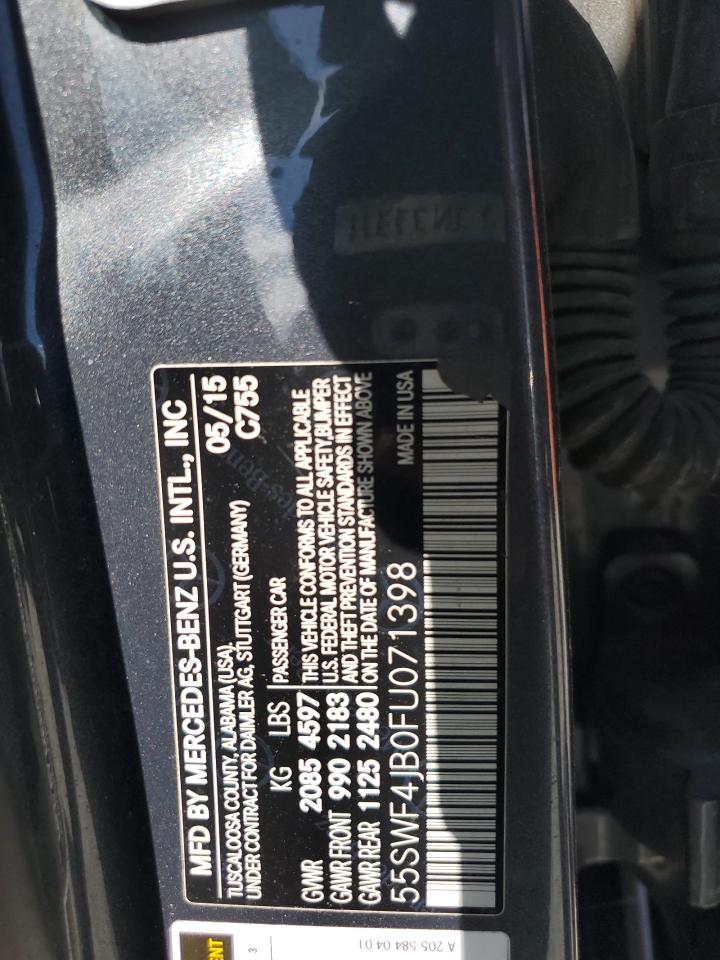 MFD BY MERCEDES-BENZ U.S. INTL., INC
TUSCALOOSA COUNTY, ALABAMA (USA). 05/15
UNDER CONTRACT FOR DAIMLER AG, STUTTGART (GERMANY) C755
KG LBS PASSENGER CAR
GVWR 2085 4597 THIS VEHICLE CONFORMS TO ALL APPLICABLE
GAWR FRONT 990 2183 U.S. FEDERAL MOTOR VEHICLE SAFETY, BUMPER
GAWR REAR 1125 2480 AND THEFT PREVENTION STANDARDS IN EFFECT
ON THE DATE OF MANUFACTURE SHOWN ABOVE
55SWF4JB0FU071398 MADE IN USA
3
A 205 584 04 01